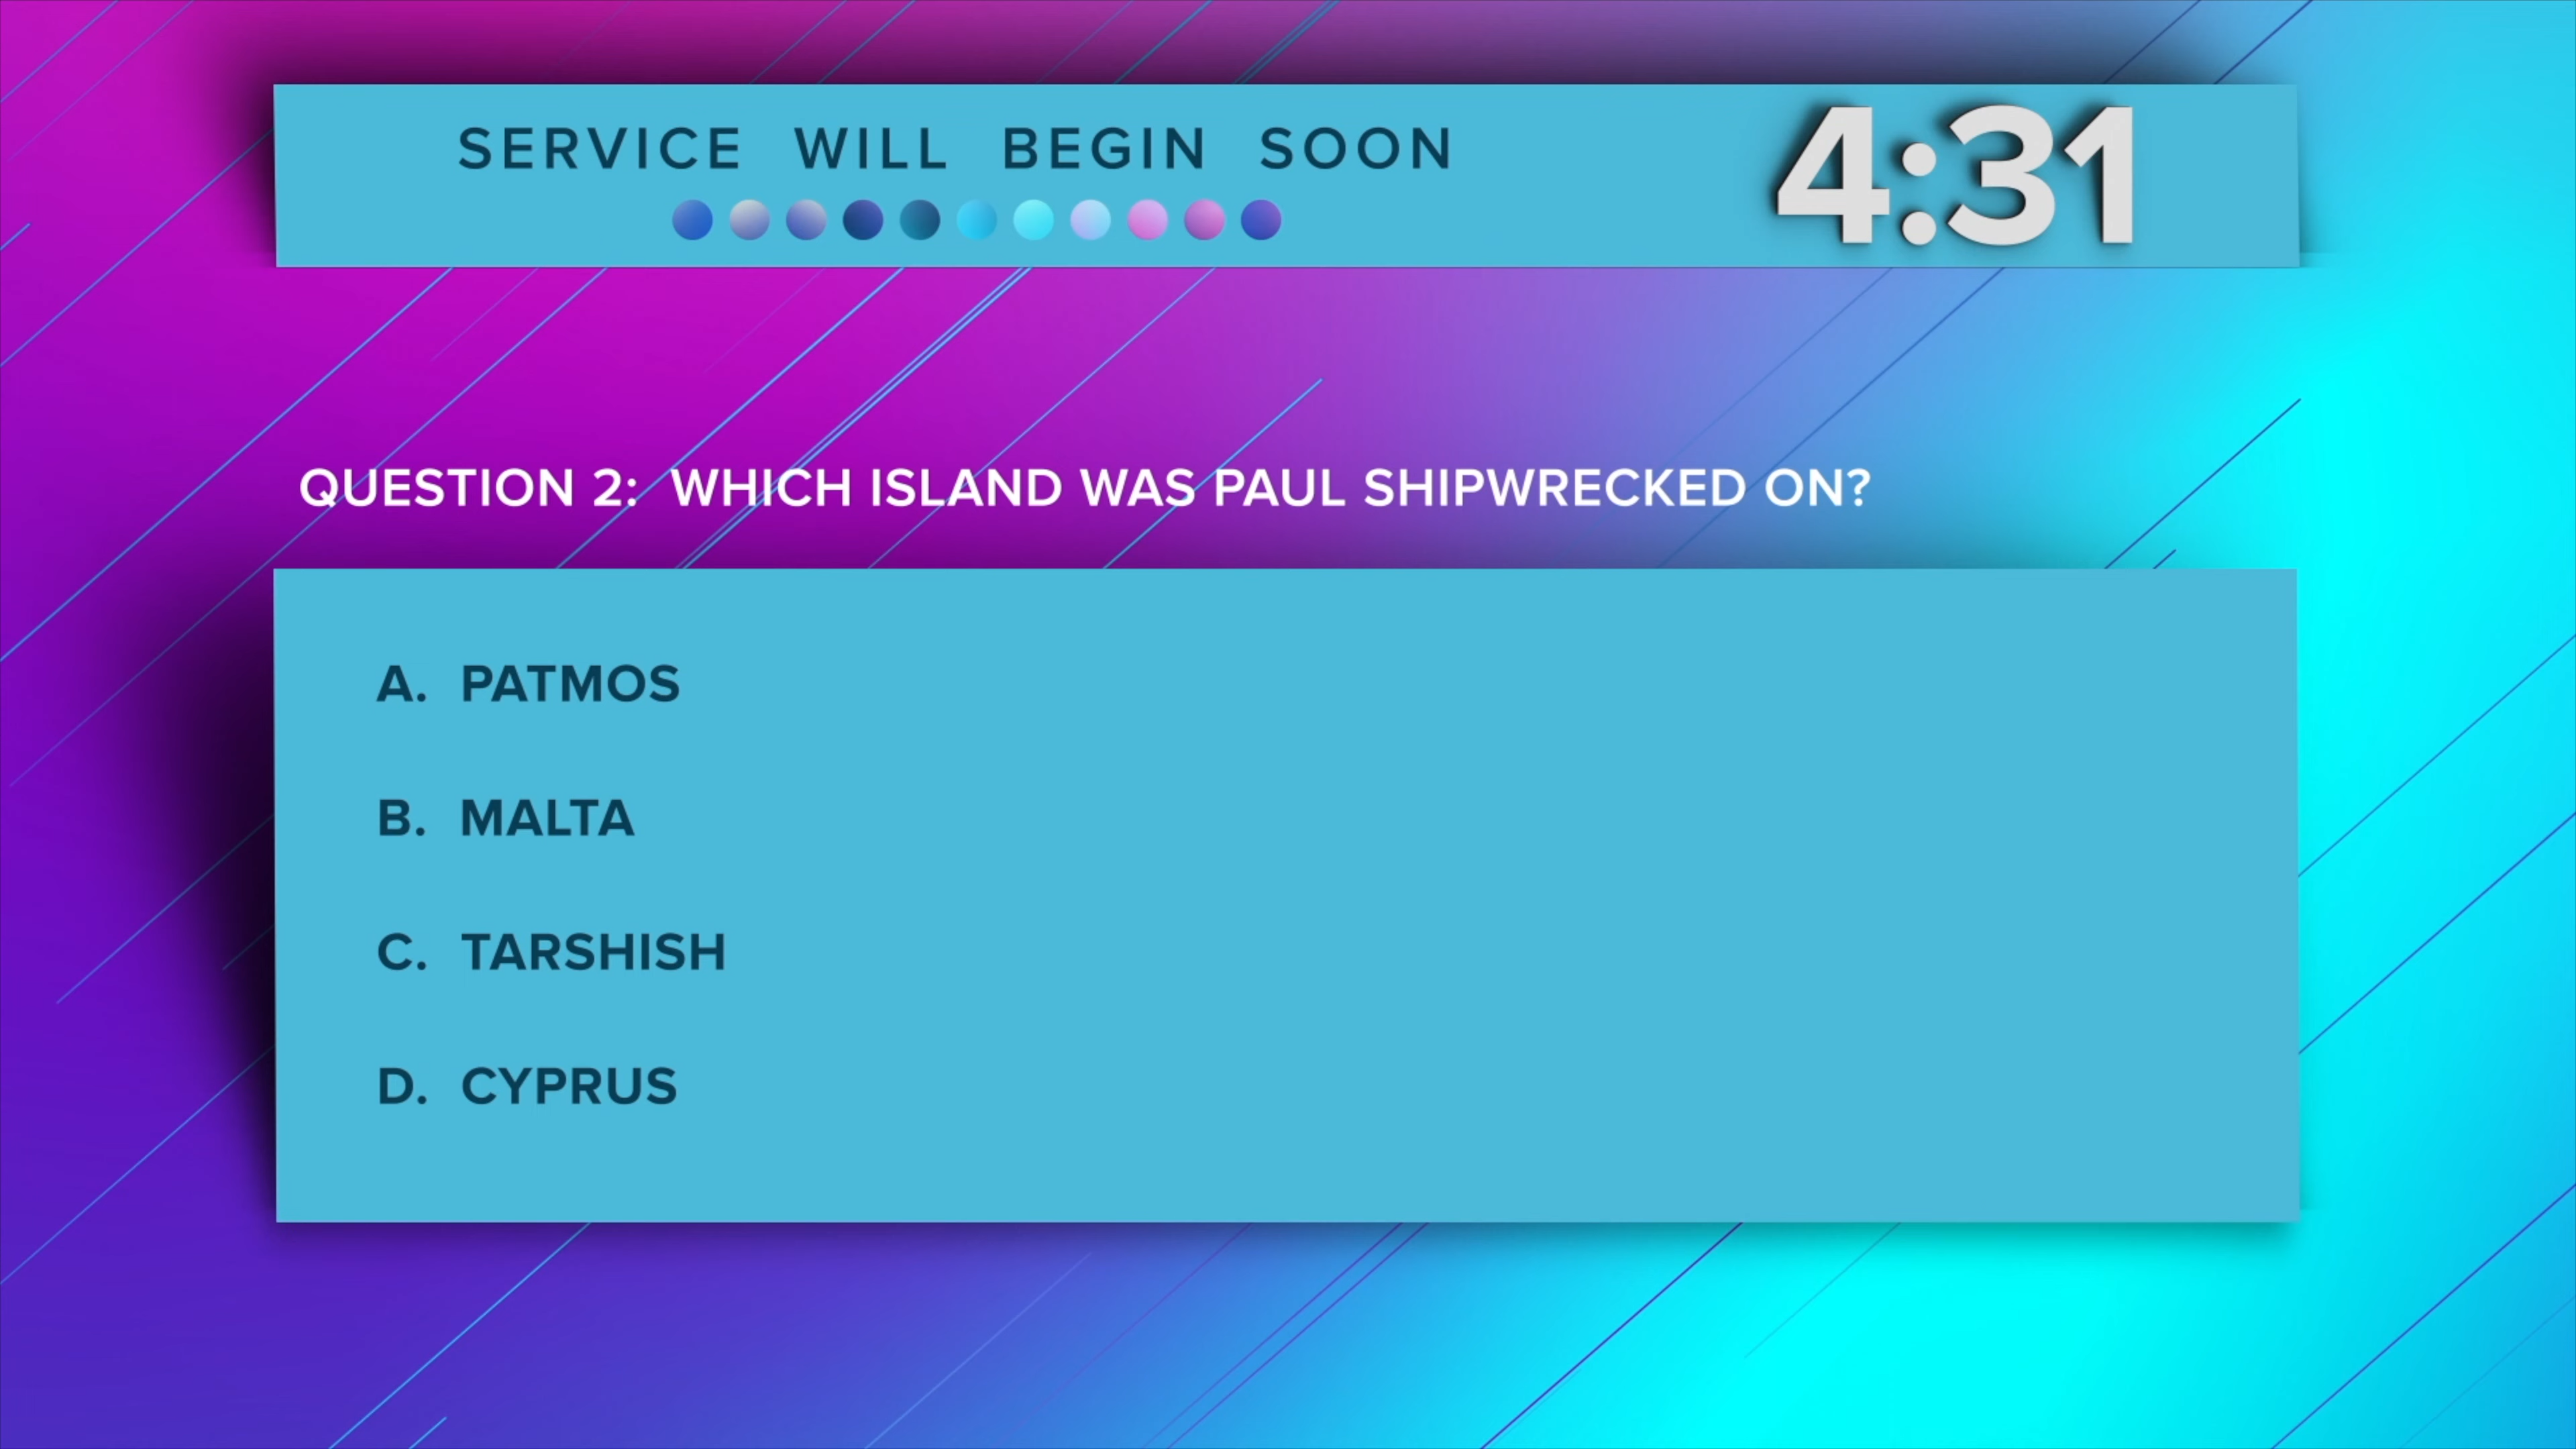 SERVICE WILL BEGIN SOON
4:31
QUESTION 2: WHICH ISLAND WAS PAUL SHIPWRECKED ON?
A. PATMOS
B. MALTA
C. TARSHISH
D. CYPRUS